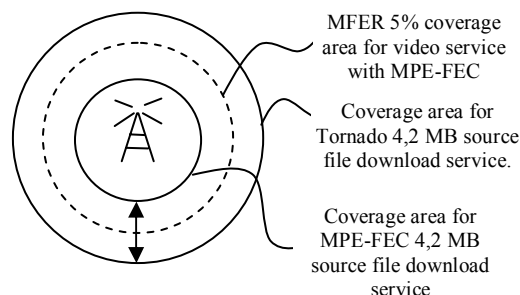 MFER 5% coverage
area for video service
with MPE-FEC
Coverage area for
Tornado 4,2 MB source
file download service.
Coverage area for
MPE-FEC 4,2 MB
source file download
service